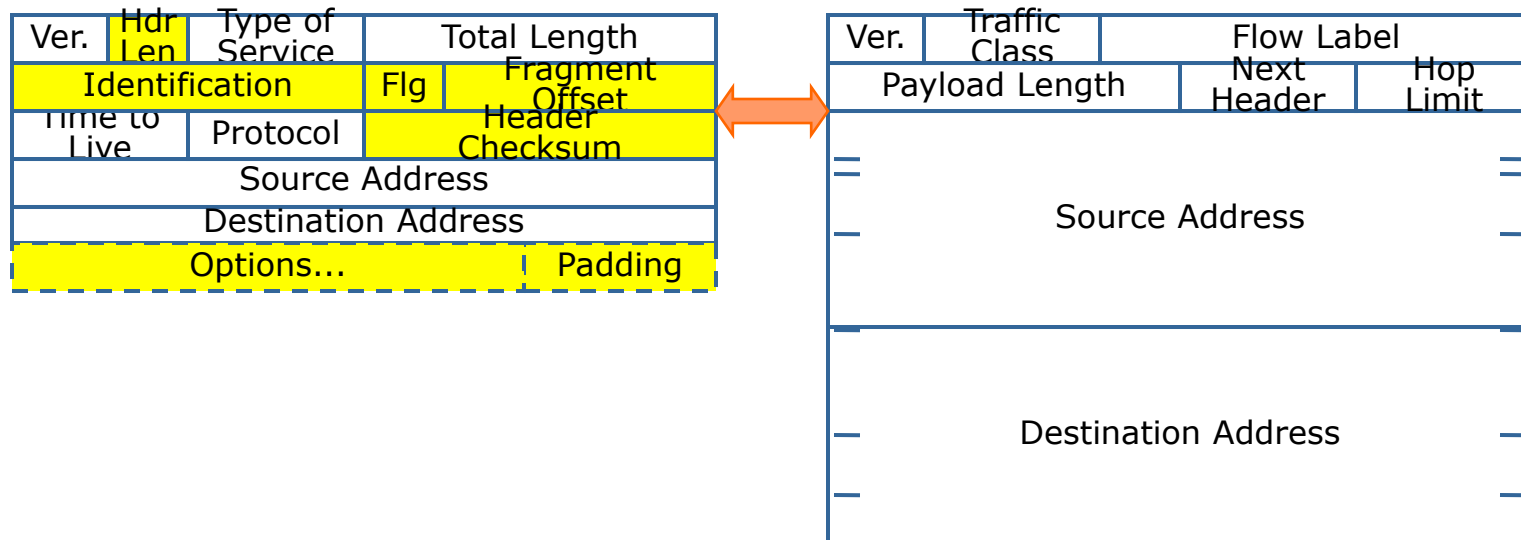 Ver.
Hdr
Len
Type of
Service
Total Length
Identification
Flg
Fragment
Offset
Time to
Live
Protocol
Header
Checksum
Source Address
Destination Address
Options...
Padding
Ver.
Traffic
Class
Flow Label
Payload Length
Next
Header
Hop
Limit
Source Address
Destination Address